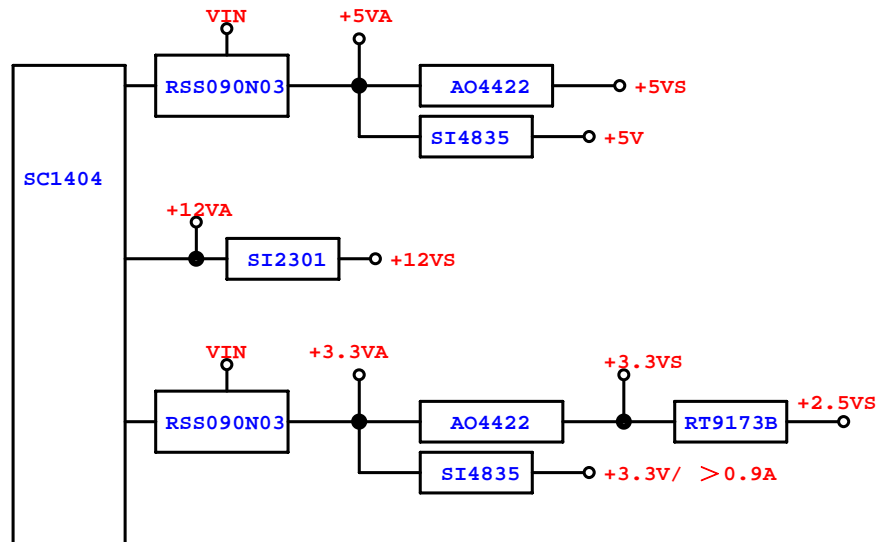 VIN
+5VA
RSS090N03
AO4422
+5VS
SI4835
+5V
SC1404
+12VA
SI2301
+12VS
VIN
+3.3VA
+3.3VS
RSS090N03
AO4422
RT9173B
+2.5VS
SI4835
+3.3V/ ＞0.9A